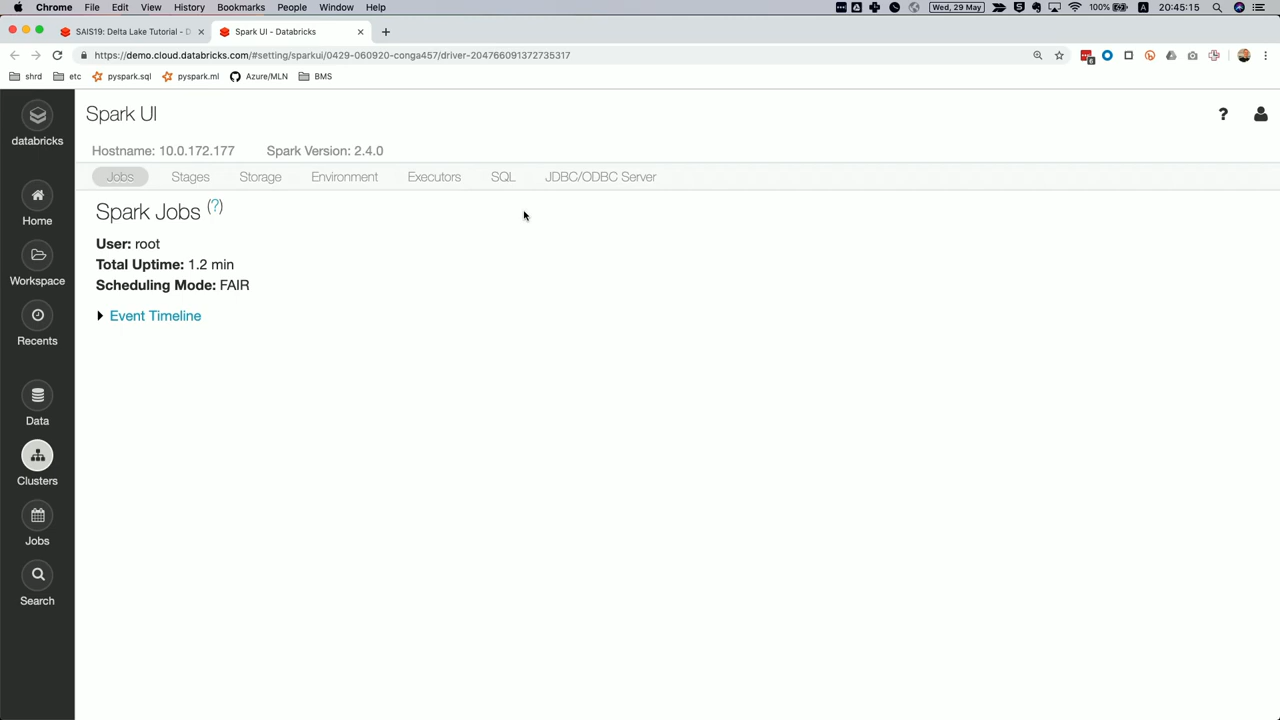 Chrome File Edit View History Bookmarks People Window Help 100% Wed, 29 May 20:45:15
SAIS19: Delta Lake Tutorial - D Spark UI - Databricks
https://demo.cloud.databricks.com/#setting/sparkui/0429-060920-conga457/driver-2047660913727355317
shrd etc pyspark.sql pyspark.ml Azure/MLN BMS
databricks
Home
Workspace
Recents
Data
Clusters
Jobs
Search
Spark UI
?
Hostname: 10.0.172.177 Spark Version: 2.4.0
Jobs Stages Storage Environment Executors SQL JDBC/ODBC Server
Spark Jobs (?)
User: root
Total Uptime: 1.2 min
Scheduling Mode: FAIR
Event Timeline